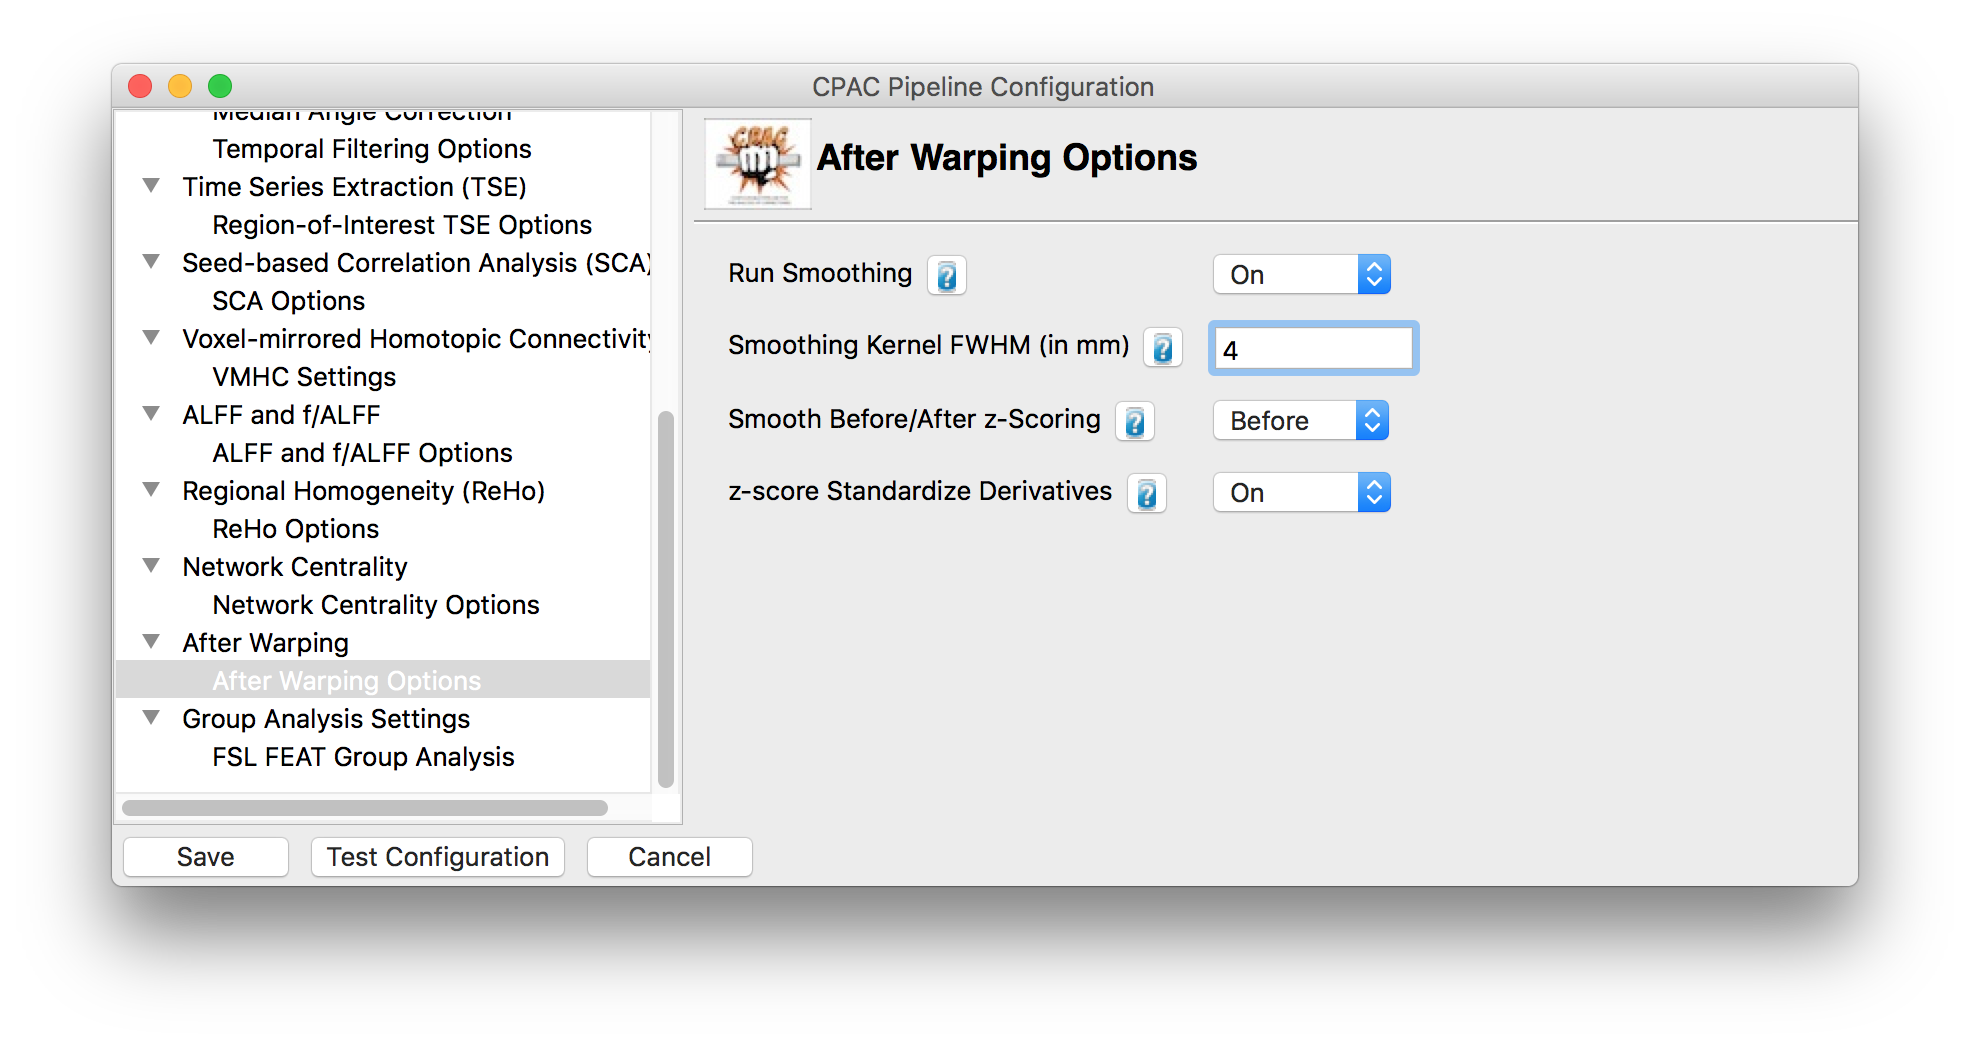 CPAC Pipeline Configuration
Median Angle Correction
Temporal Filtering Options
Time Series Extraction (TSE)
Region-of-Interest TSE Options
Seed-based Correlation Analysis (SCA)
SCA Options
Voxel-mirrored Homotopic Connectivity
VMHC Settings
ALFF and f/ALFF
ALFF and f/ALFF Options
Regional Homogeneity (ReHo)
ReHo Options
Network Centrality
Network Centrality Options
After Warping
After Warping Options
Group Analysis Settings
FSL FEAT Group Analysis
Save
Test Configuration
Cancel
CPAC
After Warping Options
Run Smoothing ? On
Smoothing Kernel FWHM (in mm) ? 4
Smooth Before/After z-Scoring ? Before
z-score Standardize Derivatives ? On